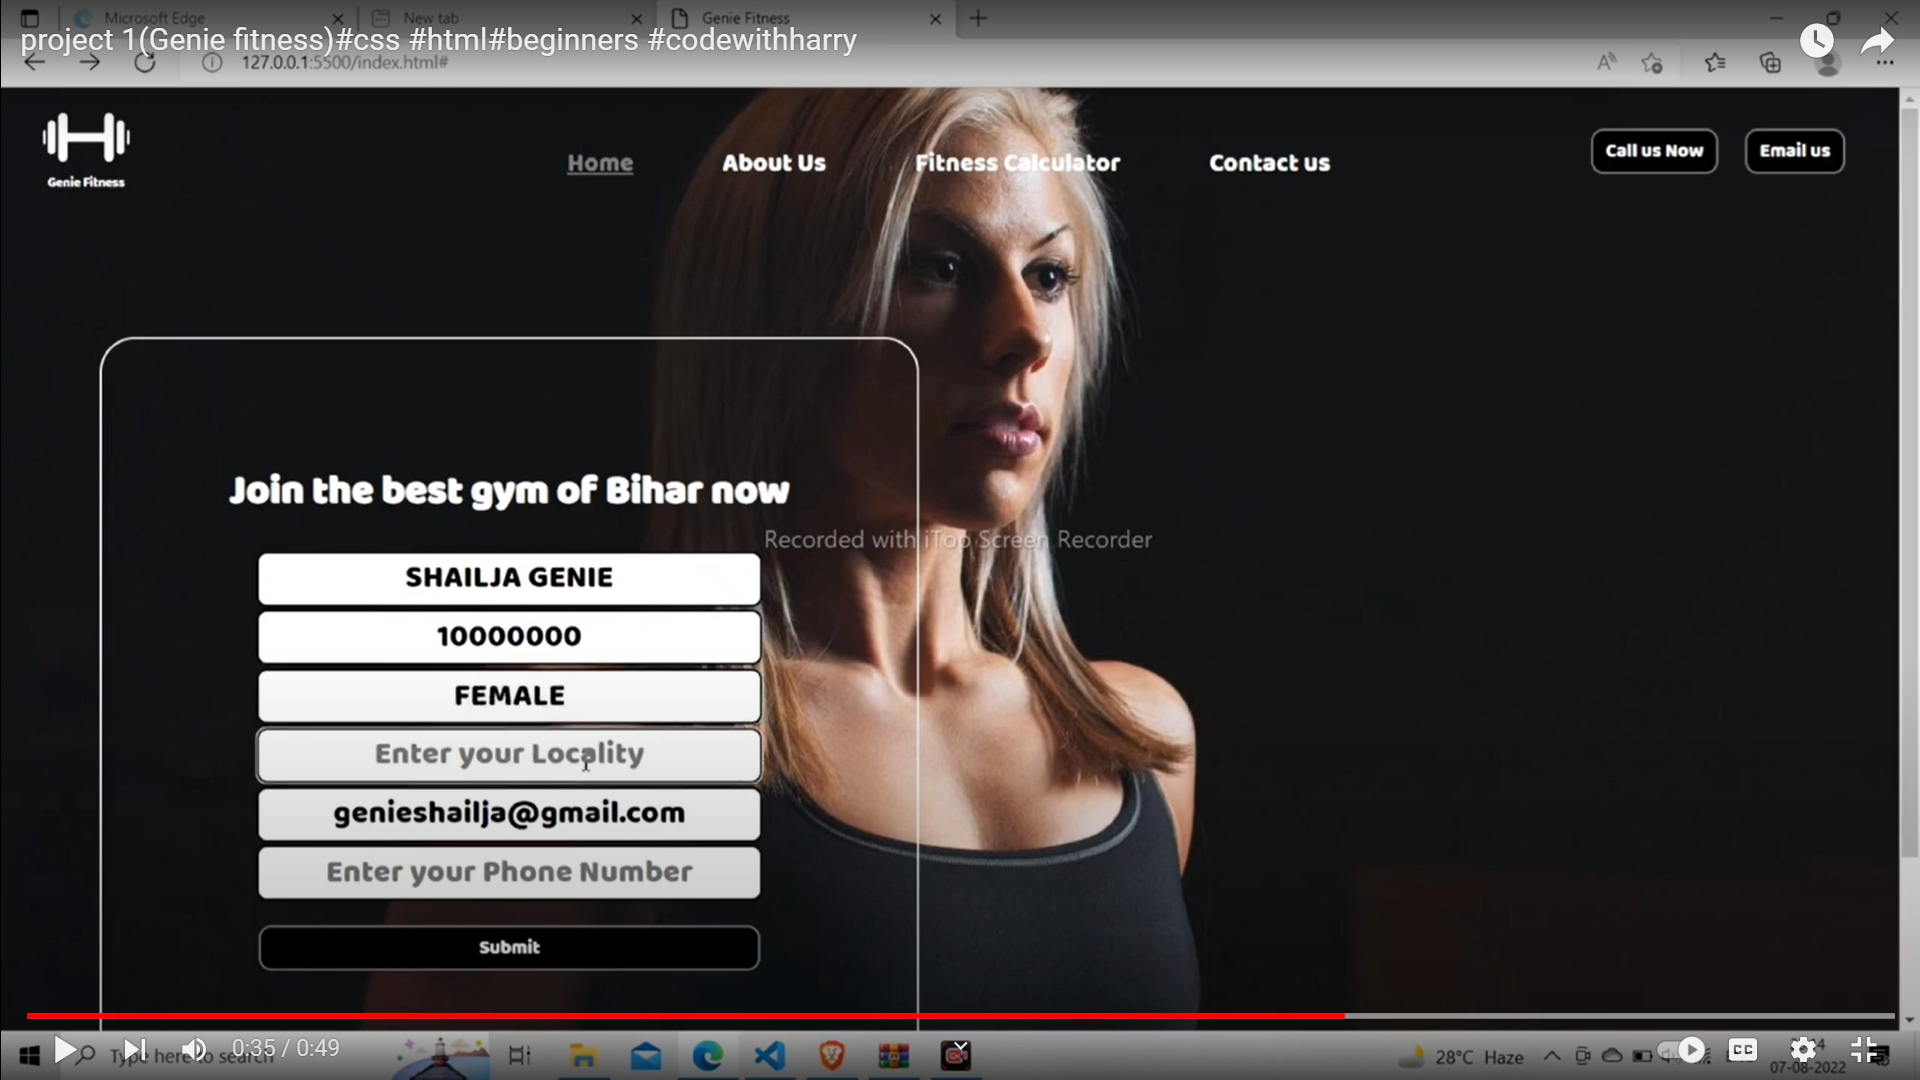 Microsoft Edge
New tab
Genie Fitness
project 1(Genie fitness)#css #html#beginners #codewithharry
127.0.0.1:5500/index.html#
Genie Fitness
Home
About Us
Fitness Calculator
Contact us
Call us Now
Email us
Join the best gym of Bihar now
Recorded with iTop Screen Recorder
SHAILJA GENIE
10000000
FEMALE
Enter your Locality
genieshailja@gmail.com
Enter your Phone Number
Submit
Type here to search
0:35 / 0:49
28°C Haze
CC
07-08-2022